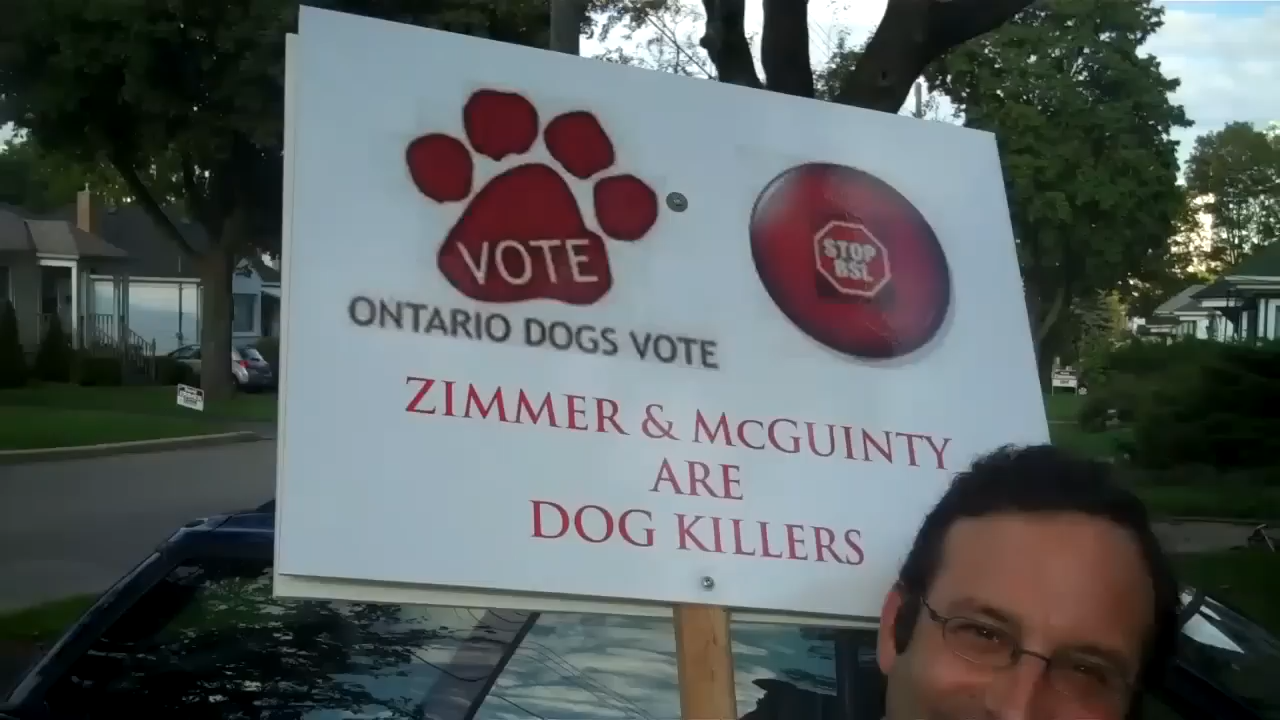 VOTE
ONTARIO DOGS VOTE
STOP
BSL
ZIMMER & McGUINTY
ARE
DOG KILLERS